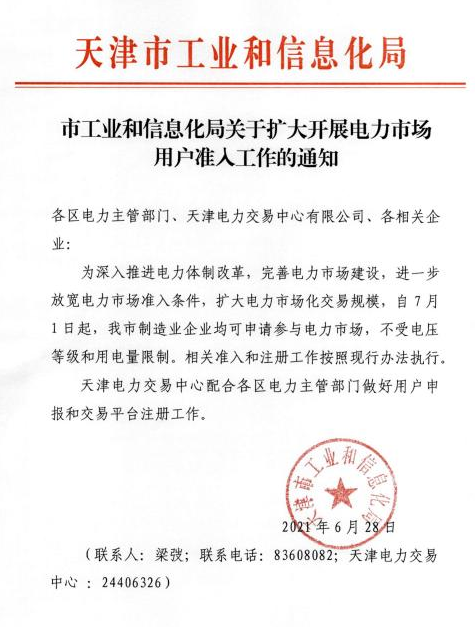 天津市工业和信息化局
市工业和信息化局关于扩大开展电力市场
用户准入工作的通知
各区电力主管部门、天津电力交易中心有限公司、各相关企
业:
为深入推进电力体制改革，完善电力市场建设，进一步
放宽电力市场准入条件，扩大电力市场化交易规模，自7月
1日起，我市制造业企业均可申请参与电力市场，不受电压
等级和用电量限制。相关准入和注册工作按照现行办法执行。
天津电力交易中心配合各区电力主管部门做好用户申
报和交易平台注册工作。
天津市工业和信息化局
2021年6月28日
（联系人: 梁弢; 联系电话: 83608082; 天津电力交易
中心 : 24406326）